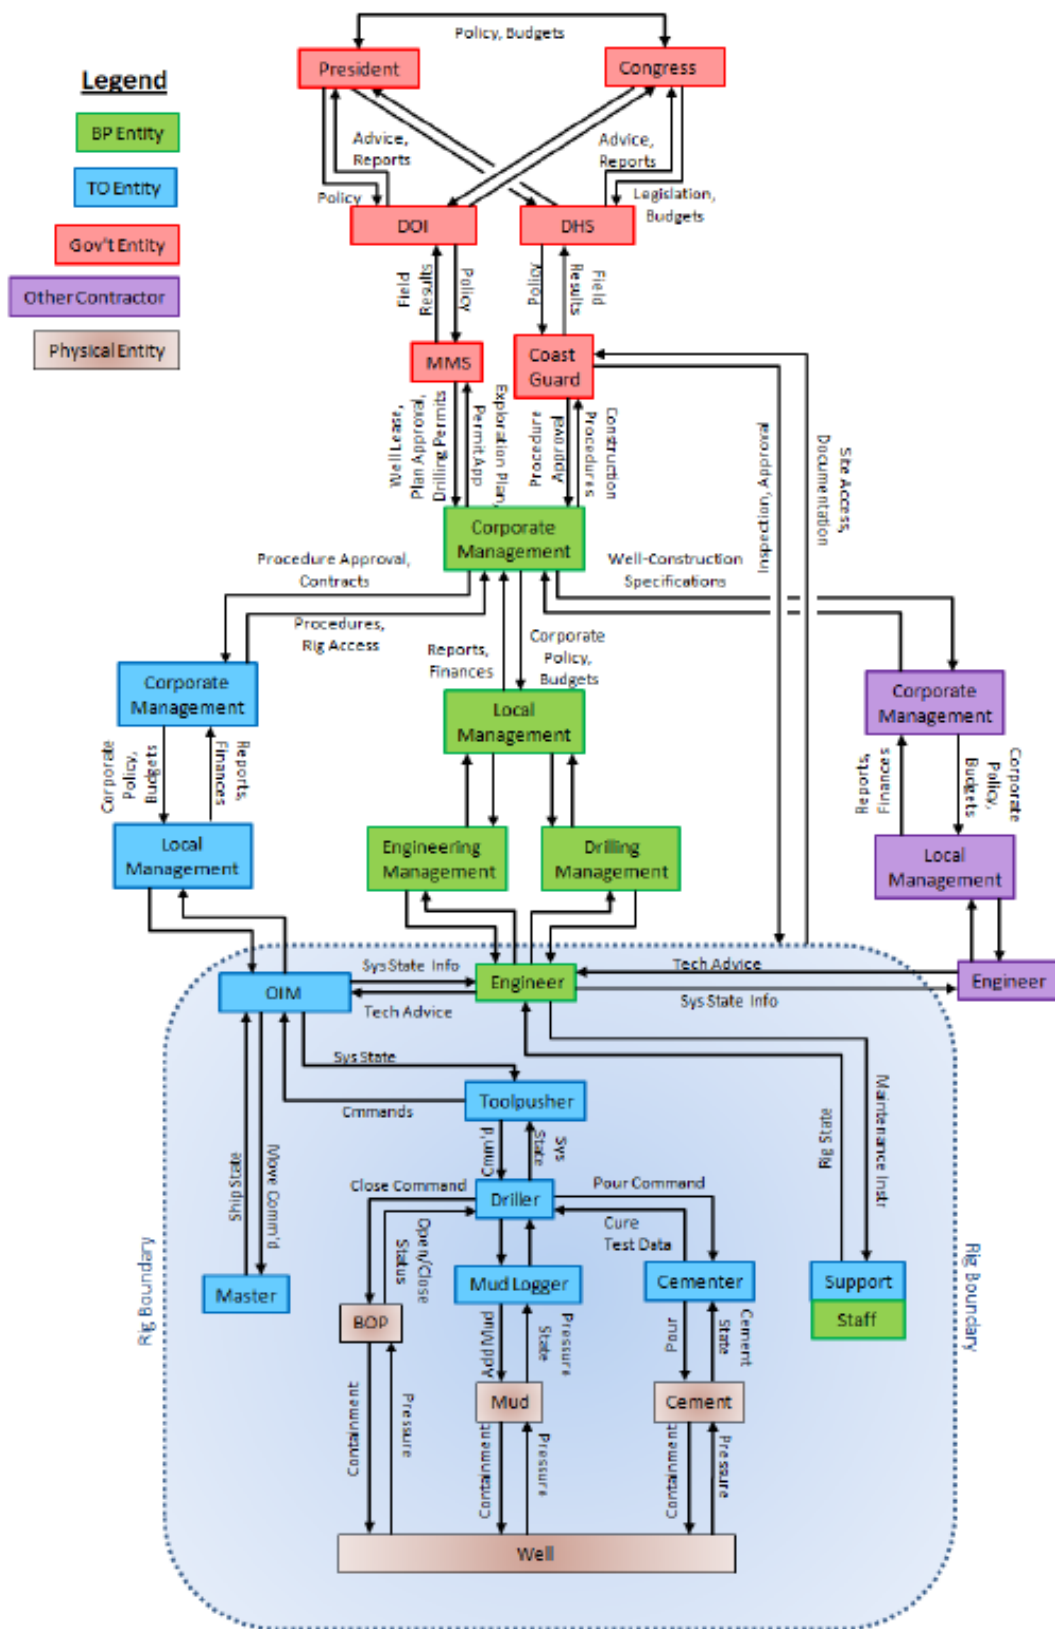 Policy, Budgets
President
Congress
Legend
BP Entity
TO Entity
Gov't Entity
Other Contractor
Physical Entity
Advice,
Reports
Advice,
Reports
Policy
Legislation,
Budgets
DOI
DHS
Field
Results
Policy
Policy
Field
Results
MMS
Coast
Guard
Well Lease,
Plan Approval,
Drilling Permits
Exploration Plan,
Permit App
Procedure
Approval
Construction
Procedures
Inspection, Approval
Site Access,
Documentation
Corporate
Management
Procedure Approval,
Contracts
Well-Construction
Specifications
Procedures,
Rig Access
Reports,
Finances
Corporate
Policy,
Budgets
Corporate
Management
Local
Management
Corporate
Management
Corporate
Policy,
Budgets
Reports,
Finances
Reports,
Finances
Corporate
Policy,
Budgets
Local
Management
Engineering
Management
Drilling
Management
Local
Management
OIM
Sys State Info
Engineer
Tech Advice
Engineer
Tech Advice
Sys State Info
Sys State
Cmmands
Toolpusher
Rig State
Maintenance Instr
Ship State
Move Comm'd
Cmm'd
Sys
State
Close Command
Driller
Pour Command
Open/Close
Status
Cure
Test Data
Rig Boundary
Rig Boundary
Master
Mud Logger
Cementer
Support
Staff
BOP
Add Mud
Pressure
State
Pour
Cement
State
Mud
Cement
Containment
Pressure
Containment
Pressure
Containment
Pressure
Well